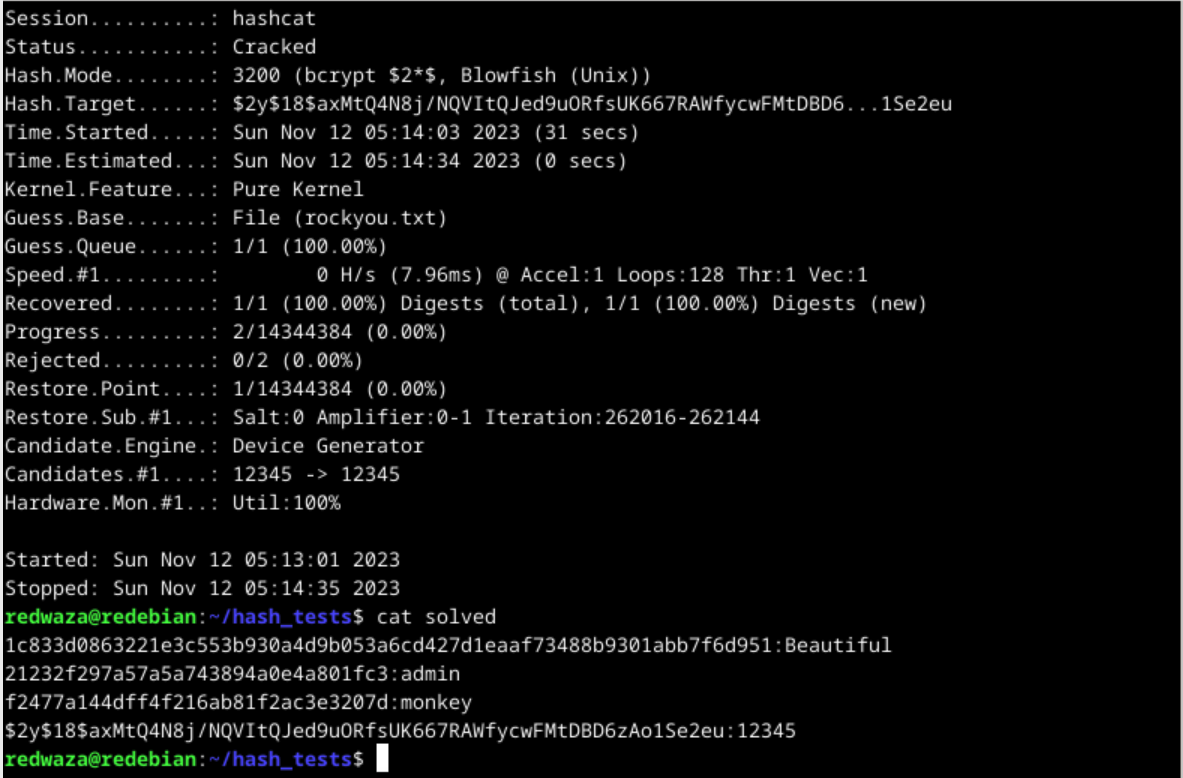 Session..........: hashcat
Status...........: Cracked
Hash.Mode........: 3200 (bcrypt $2*$, Blowfish (Unix))
Hash.Target......: $2y$18$axMtQ4N8j/NQVItQJed9uORfsUK667RAWfycwFMtDBD6...1Se2eu
Time.Started.....: Sun Nov 12 05:14:03 2023 (31 secs)
Time.Estimated...: Sun Nov 12 05:14:34 2023 (0 secs)
Kernel.Feature...: Pure Kernel
Guess.Base.......: File (rockyou.txt)
Guess.Queue......: 1/1 (100.00%)
Speed.#1.........:        0 H/s (7.96ms) @ Accel:1 Loops:128 Thr:1 Vec:1
Recovered........: 1/1 (100.00%) Digests (total), 1/1 (100.00%) Digests (new)
Progress.........: 2/14344384 (0.00%)
Rejected.........: 0/2 (0.00%)
Restore.Point....: 1/14344384 (0.00%)
Restore.Sub.#1...: Salt:0 Amplifier:0-1 Iteration:262016-262144
Candidate.Engine.: Device Generator
Candidates.#1....: 12345 -> 12345
Hardware.Mon.#1..: Util:100%
Started: Sun Nov 12 05:13:01 2023
Stopped: Sun Nov 12 05:14:35 2023
redwaza@redebian:~/hash_tests$ cat solved
1c833d0863221e3c553b930a4d9b053a6cd427d1eaaf73488b9301abb7f6d951:Beautiful
21232f297a57a5a743894a0e4a801fc3:admin
f2477a144dff4f216ab81f2ac3e3207d:monkey
$2y$18$axMtQ4N8j/NQVItQJed9uORfsUK667RAWfycwFMtDBD6zAo1Se2eu:12345
redwaza@redebian:~/hash_tests$